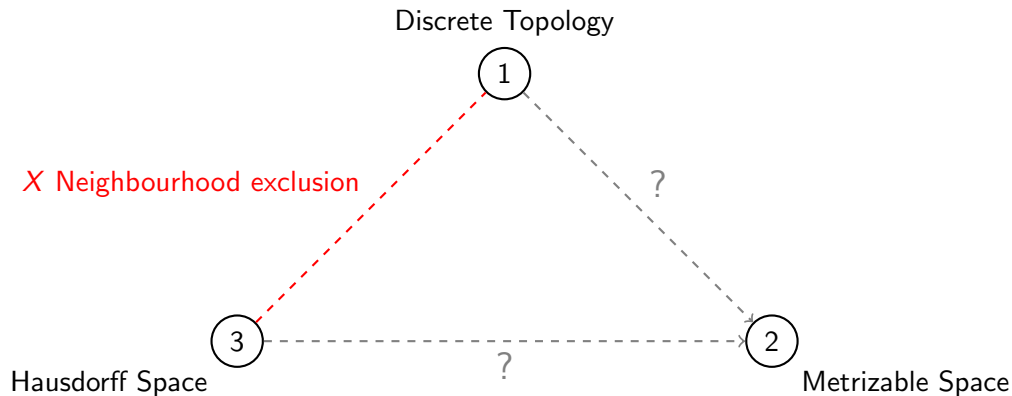 Discrete Topology
1
X Neighbourhood exclusion
?
3
2
?
Hausdorff Space
Metrizable Space